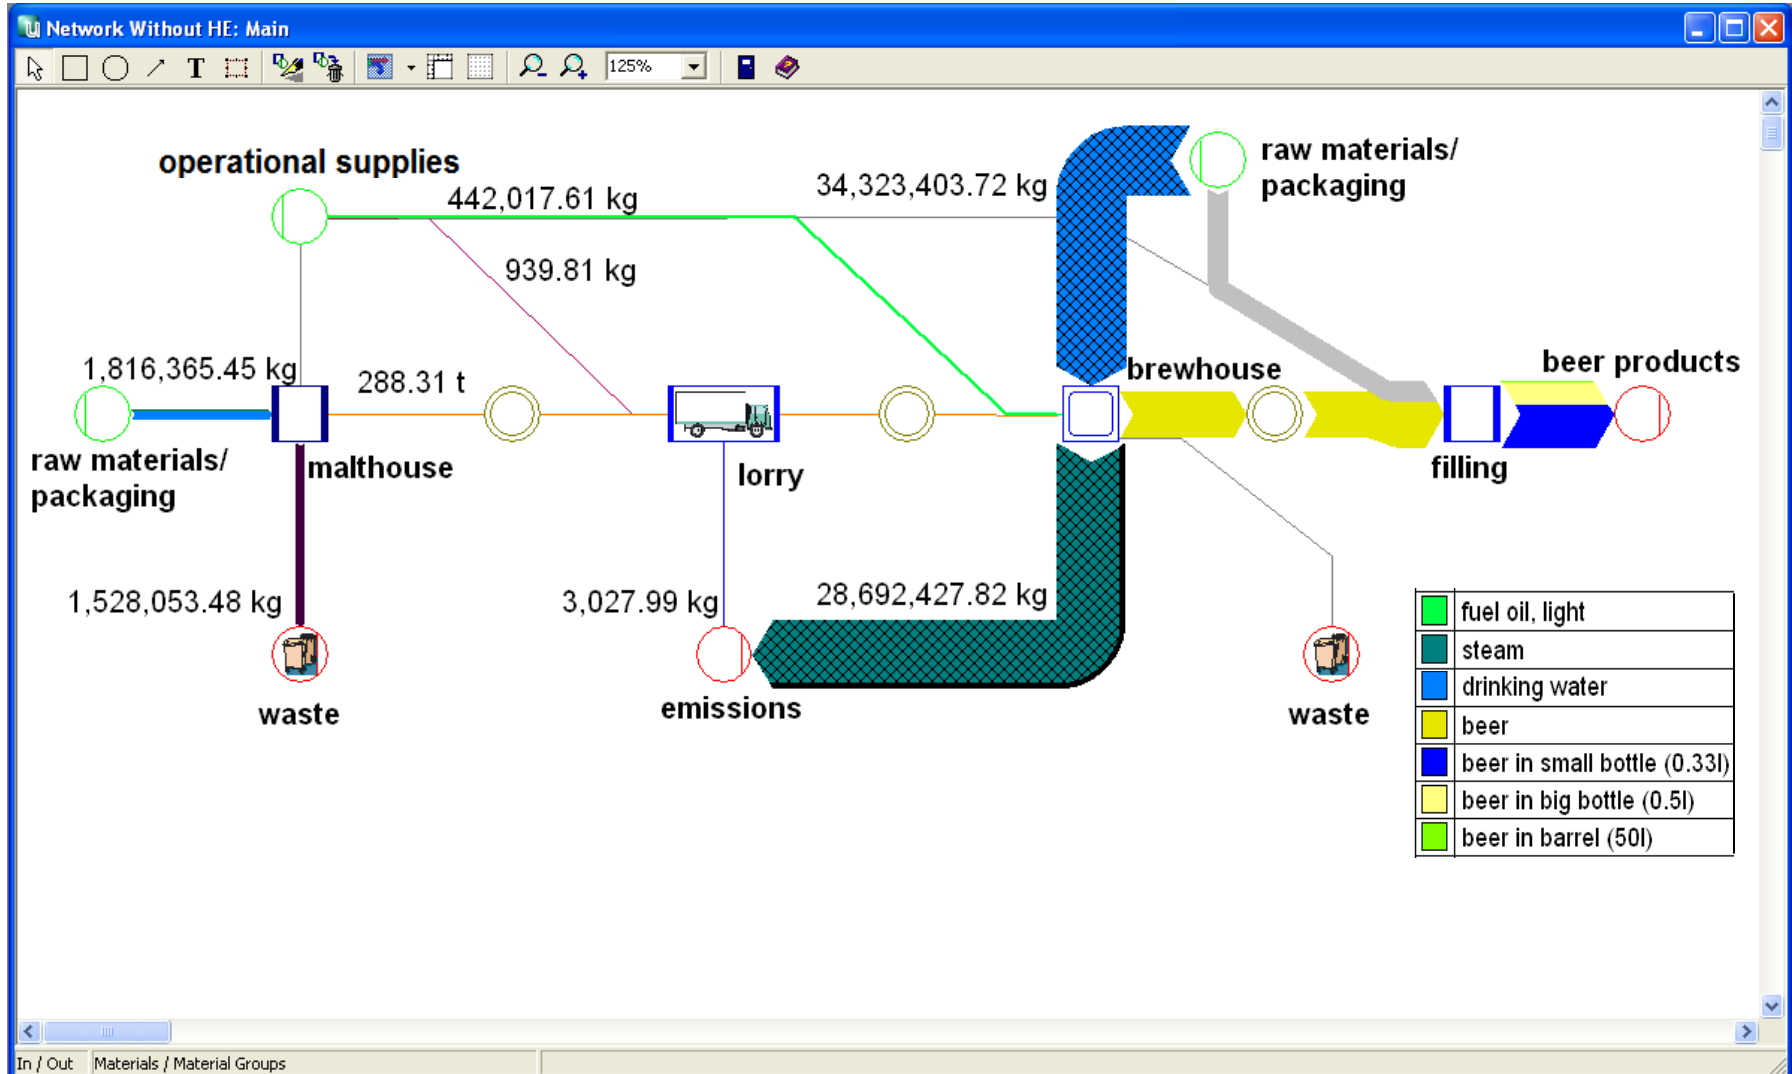 Network Without HE: Main
T
125%
operational supplies
442,017.61 kg
34,323,403.72 kg
raw materials/
packaging
939.81 kg
1,816,365.45 kg
288.31 t
brewhouse
beer products
raw materials/
packaging
malthouse
lorry
filling
1,528,053.48 kg
3,027.99 kg
28,692,427.82 kg
waste
emissions
waste
fuel oil, light
steam
drinking water
beer
beer in small bottle (0.33l)
beer in big bottle (0.5l)
beer in barrel (50l)
In / Out
Materials / Material Groups